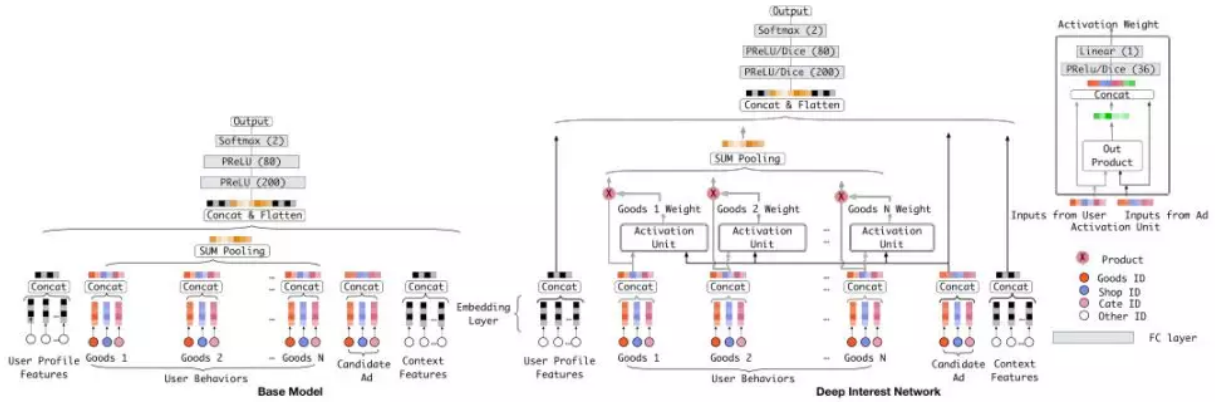 Output
Softmax (2)
PReLU (80)
PReLU (200)
Concat & Flatten
SUM Pooling
Concat
Concat
Concat
...
Concat
Concat
Concat
...
...
...
User Profile
Features
Goods 1
Goods 2
...
Goods N
User Behaviors
Candidate
Ad
Context
Features
Base Model
Output
Softmax (2)
PReLU/Dice (80)
PReLU/Dice (200)
Concat & Flatten
SUM Pooling
X
X
X
Goods 1 Weight
Goods 2 Weight
Goods N Weight
Activation
Unit
Activation
Unit
...
Activation
Unit
Embedding
Layer
Concat
Concat
Concat
...
Concat
Concat
Concat
User Profile
Features
Goods 1
Goods 2
...
Goods N
User Behaviors
Candidate
Ad
Context
Features
Deep Interest Network
Activation Weight
Linear (1)
PRelu/Dice (36)
Concat
Out
Product
Inputs from User
Inputs from Ad
Activation Unit
X
Product
Goods ID
Shop ID
Cate ID
Other ID
FC layer